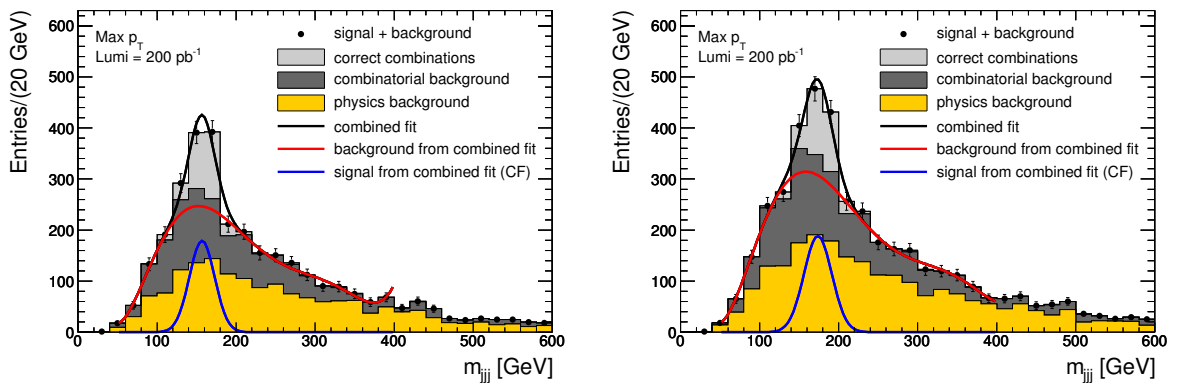 Entries/(20 GeV)
600
500
400
300
200
100
0
Max p_T
Lumi = 200 pb⁻¹
signal + background
correct combinations
combinatorial background
physics background
combined fit
background from combined fit
signal from combined fit (CF)
0 100 200 300 400 500 600
m_jjj [GeV]
Entries/(20 GeV)
600
500
400
300
200
100
0
Max p_T
Lumi = 200 pb⁻¹
signal + background
correct combinations
combinatorial background
physics background
combined fit
background from combined fit
signal from combined fit (CF)
0 100 200 300 400 500 600
m_jjj [GeV]